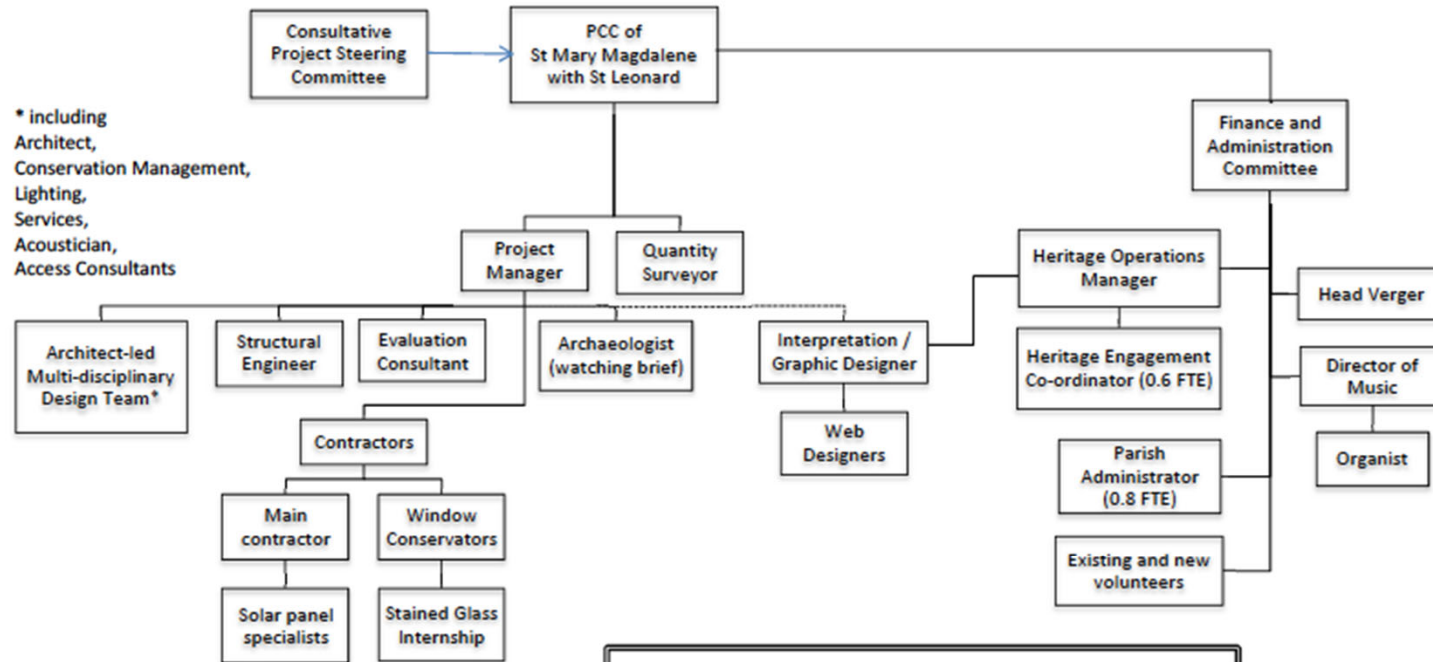 Consultative
Project Steering
Committee
PCC of
St Mary Magdalene
with St Leonard
* including
Architect,
Conservation Management,
Lighting,
Services,
Acoustician,
Access Consultants
Finance and
Administration
Committee
Project
Manager
Quantity
Surveyor
Heritage Operations
Manager
Head Verger
Architect-led
Multi-disciplinary
Design Team*
Structural
Engineer
Evaluation
Consultant
Archaeologist
(watching brief)
Interpretation /
Graphic Designer
Heritage Engagement
Co-ordinator (0.6 FTE)
Director of
Music
Contractors
Web
Designers
Parish
Administrator
(0.8 FTE)
Organist
Main
contractor
Window
Conservators
Existing and new
volunteers
Solar panel
specialists
Stained Glass
Internship